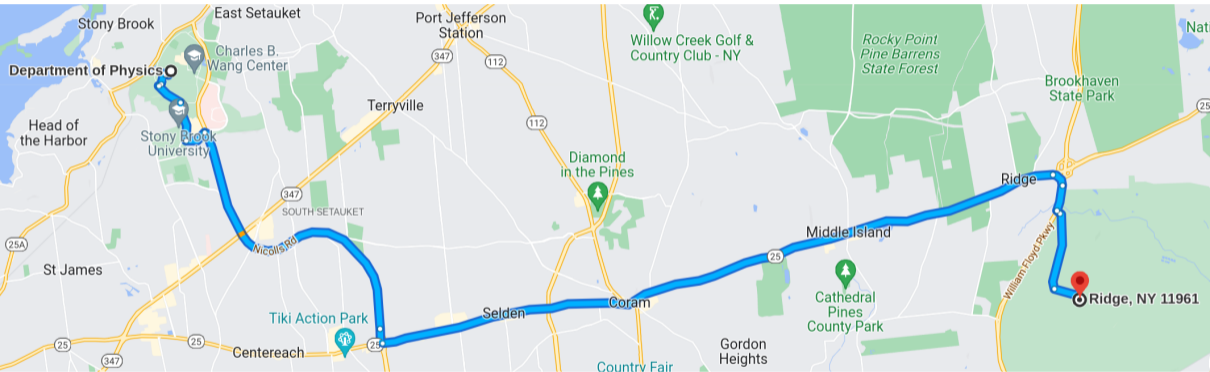 East Setauket
Stony Brook
Port Jefferson
Station
Willow Creek Golf &
Country Club - NY
Rocky Point
Pine Barrens
State Forest
Nati
Charles B.
Wang Center
Department of Physics
347
112
Brookhaven
State Park
25
Terryville
112
Head of
the Harbor
Stony Brook
University
Diamond
in the Pines
347
SOUTH SETAUKET
Ridge
25A
Nicolls Rd
Middle Island
25
St James
William Floyd Pkwy
Cathedral
Pines
County Park
Ridge, NY 11961
Coram
Selden
Tiki Action Park
25
25
25
Centereach
347
Gordon
Heights
Country Fair